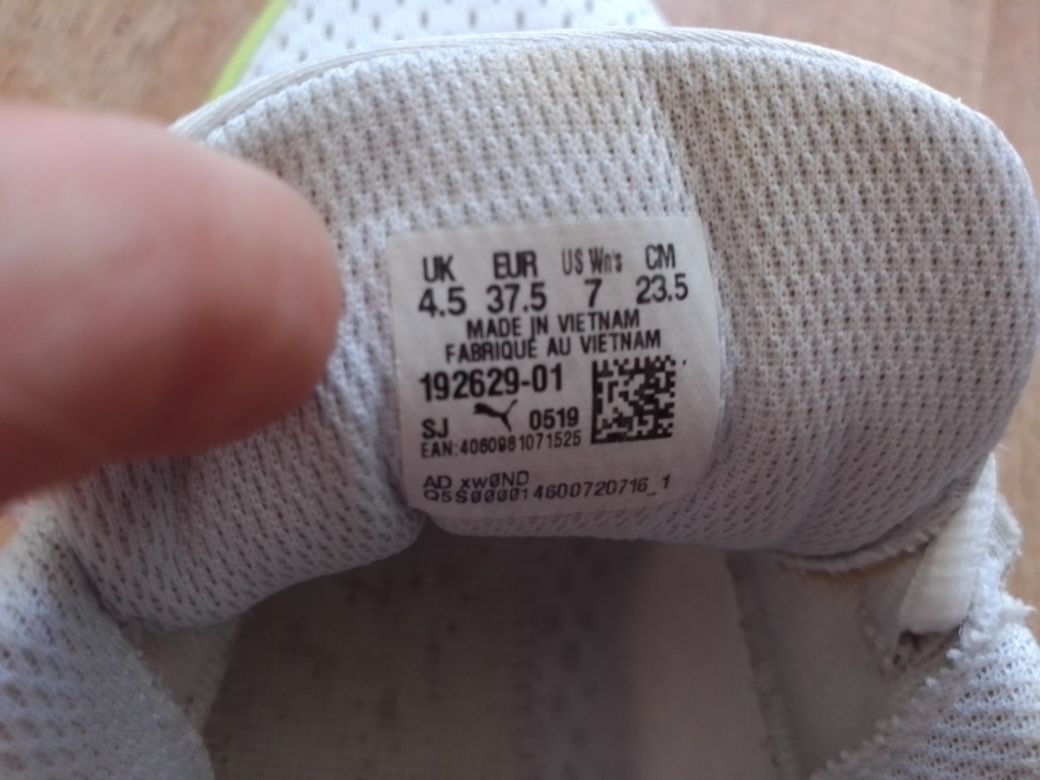 UK EUR US Wn's CM
4.5 37.5 7 23.5
MADE IN VIETNAM
FABRIQUÉ AU VIETNAM
192629-01
SJ 0519
EAN:4060981071525
AD xw0ND
Q5S000014600720716_1